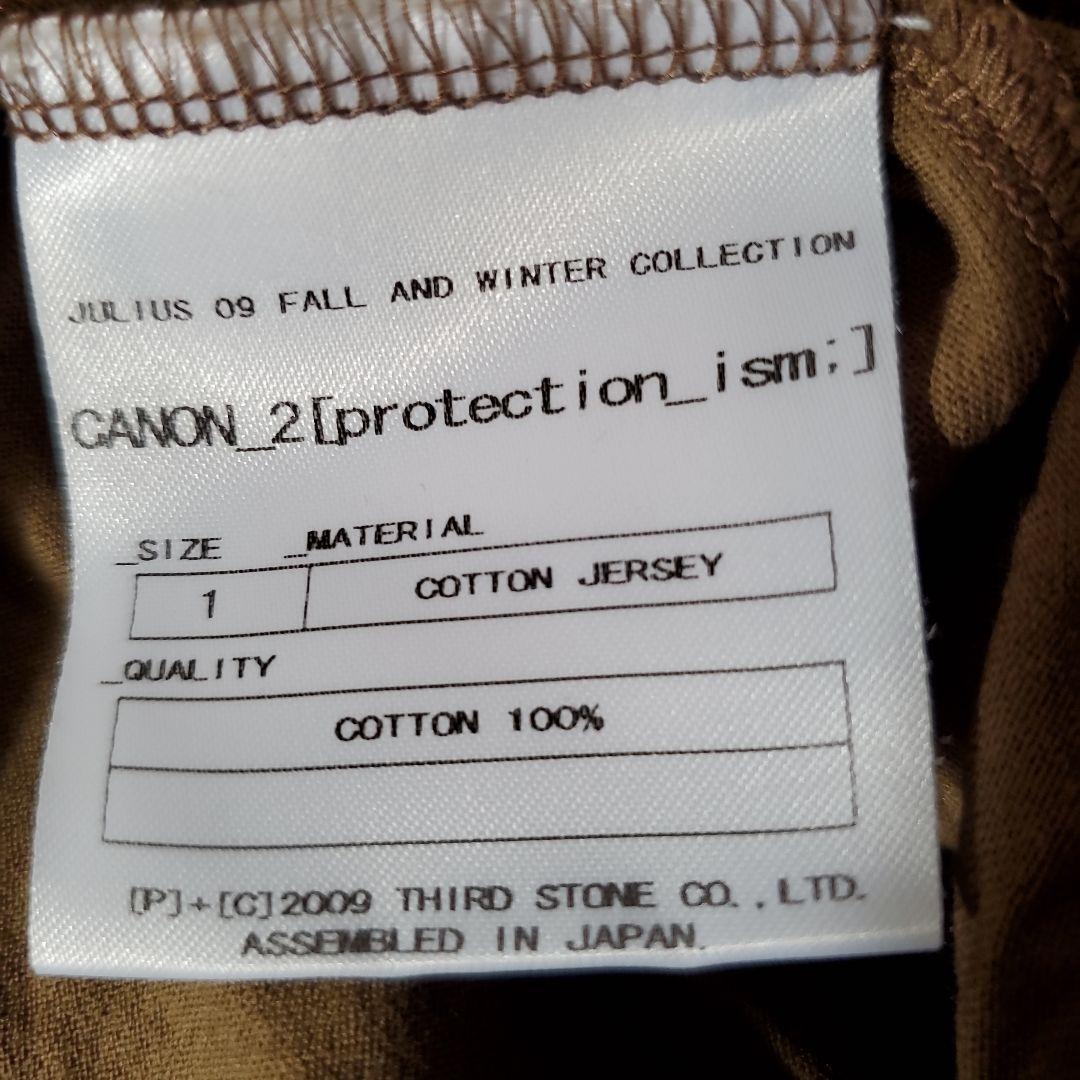 JULIUS 09 FALL AND WINTER COLLECTION
CANON_2[protection_ism;]
_SIZE _MATERIAL
1 COTTON JERSEY
_QUALITY
COTTON 100%
[P]+[C]2009 THIRD STONE CO.,LTD.
ASSEMBLED IN JAPAN.